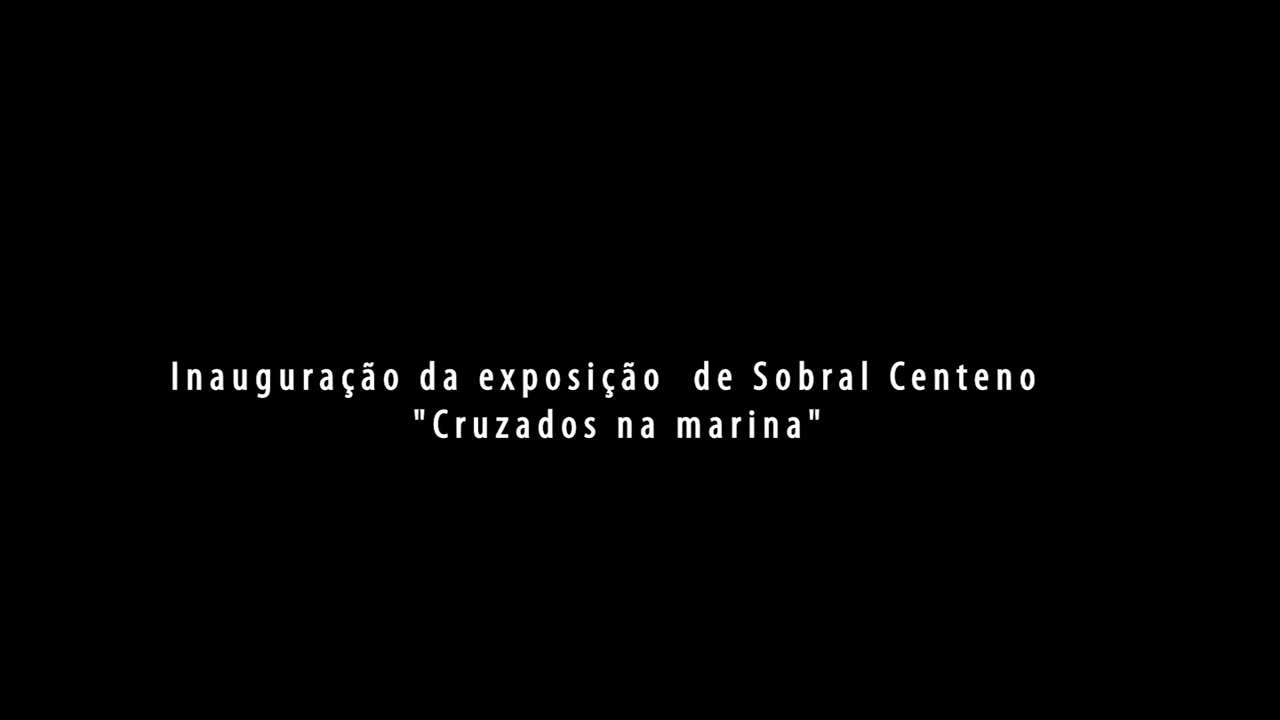 Inauguração da exposição de Sobral Centeno
"Cruzados na marina"